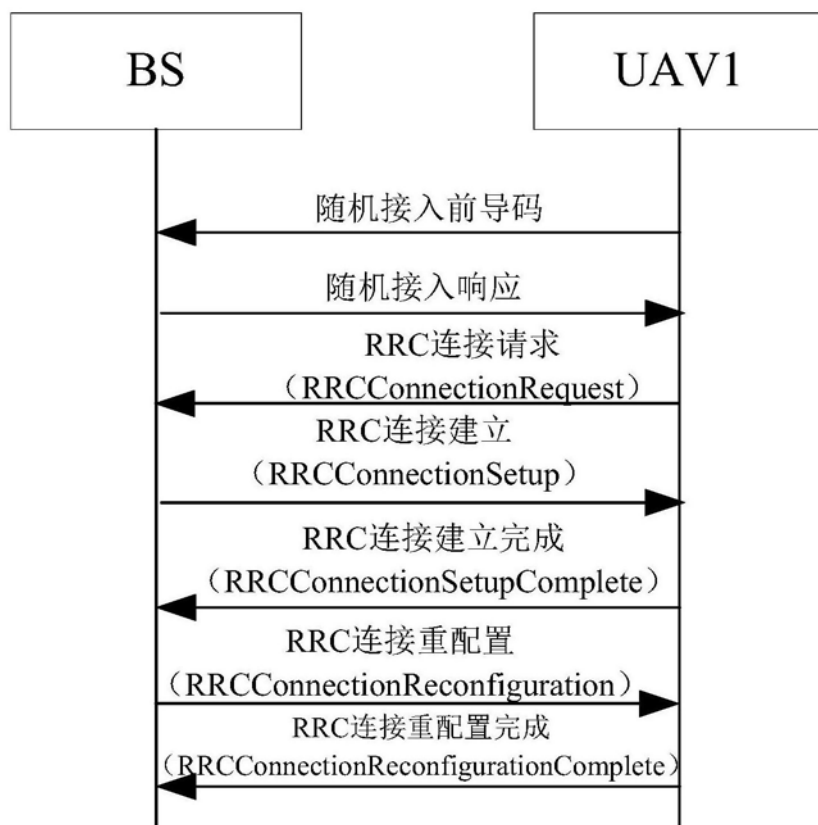 BS
UAV1
随机接入前导码
随机接入响应
RRC连接请求
（RRCConnectionRequest）
RRC连接建立
（RRCConnectionSetup）
RRC连接建立完成
（RRCConnectionSetupComplete）
RRC连接重配置
（RRCConnectionReconfiguration）
RRC连接重配置完成
（RRCConnectionReconfigurationComplete）